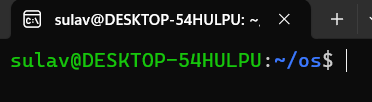 sulav@DESKTOP-54HULPU: ~,
sulav@DESKTOP-54HULPU:~/os$